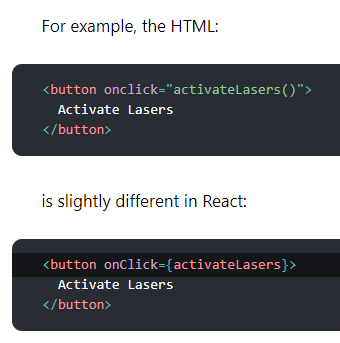 For example, the HTML:
<button onclick="activateLasers()">
  Activate Lasers
</button>
is slightly different in React:
<button onClick={activateLasers}>
  Activate Lasers
</button>